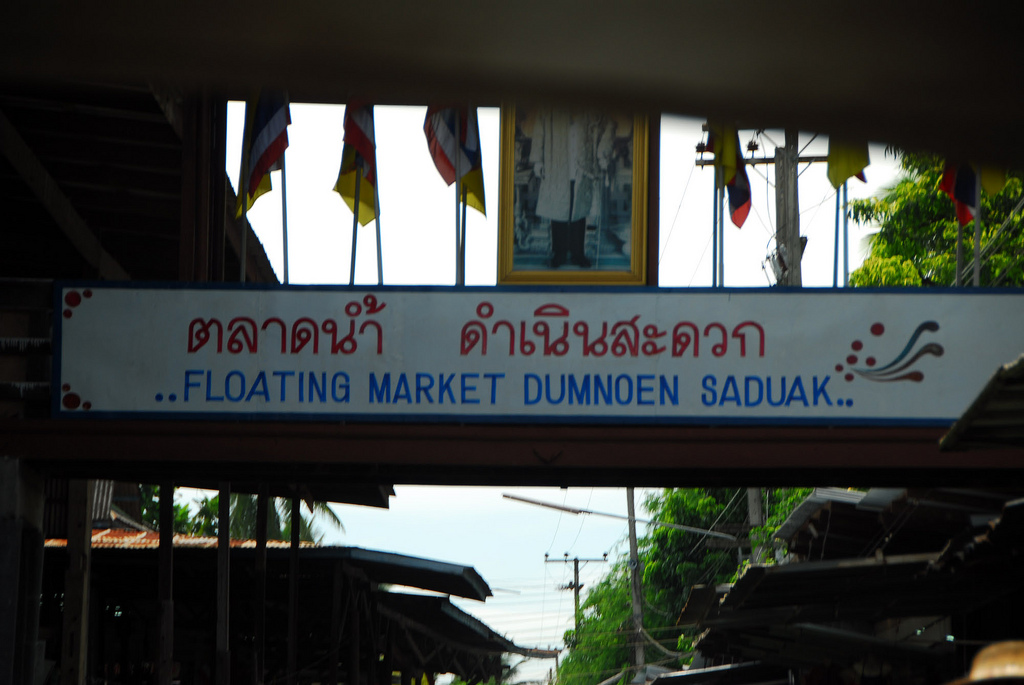 ตลาดน้ำ ดำเนินสะดวก
..FLOATING MARKET DUMNOEN SADUAK..